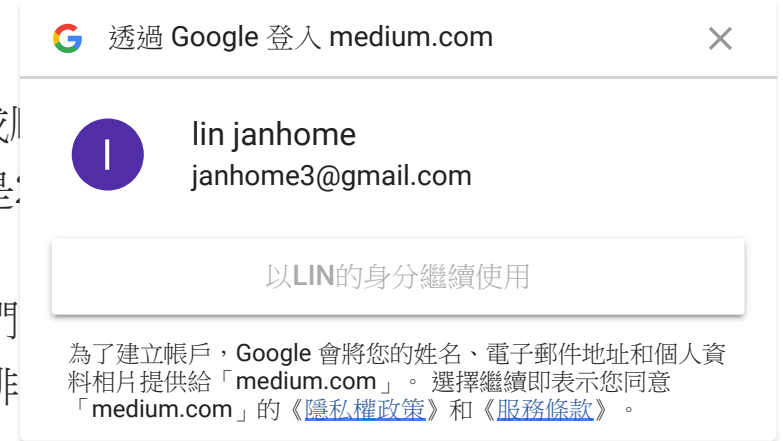 透過 Google 登入 medium.com
lin janhome
janhome3@gmail.com
以LIN的身分繼續使用
們
為了建立帳戶，Google 會將您的姓名、電子郵件地址和個人資
料相片提供給「medium.com」。 選擇繼續即表示您同意
「medium.com」的《隱私權政策》和《服務條款》。